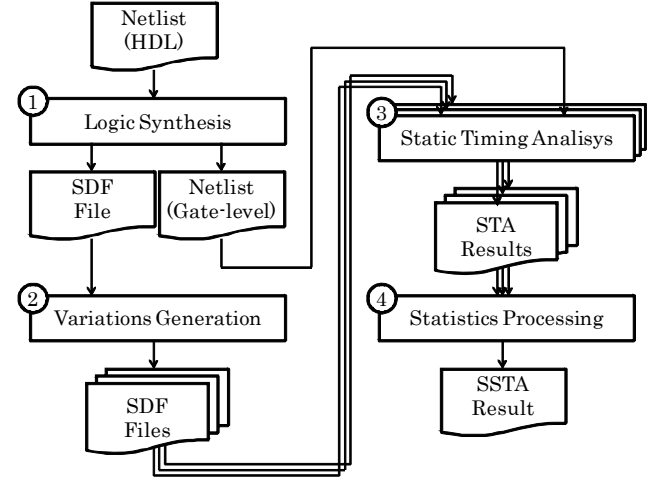 Netlist
(HDL)
1
Logic Synthesis
SDF
File
Netlist
(Gate-level)
2
Variations Generation
SDF
Files
3
Static Timing Analisys
STA
Results
4
Statistics Processing
SSTA
Result